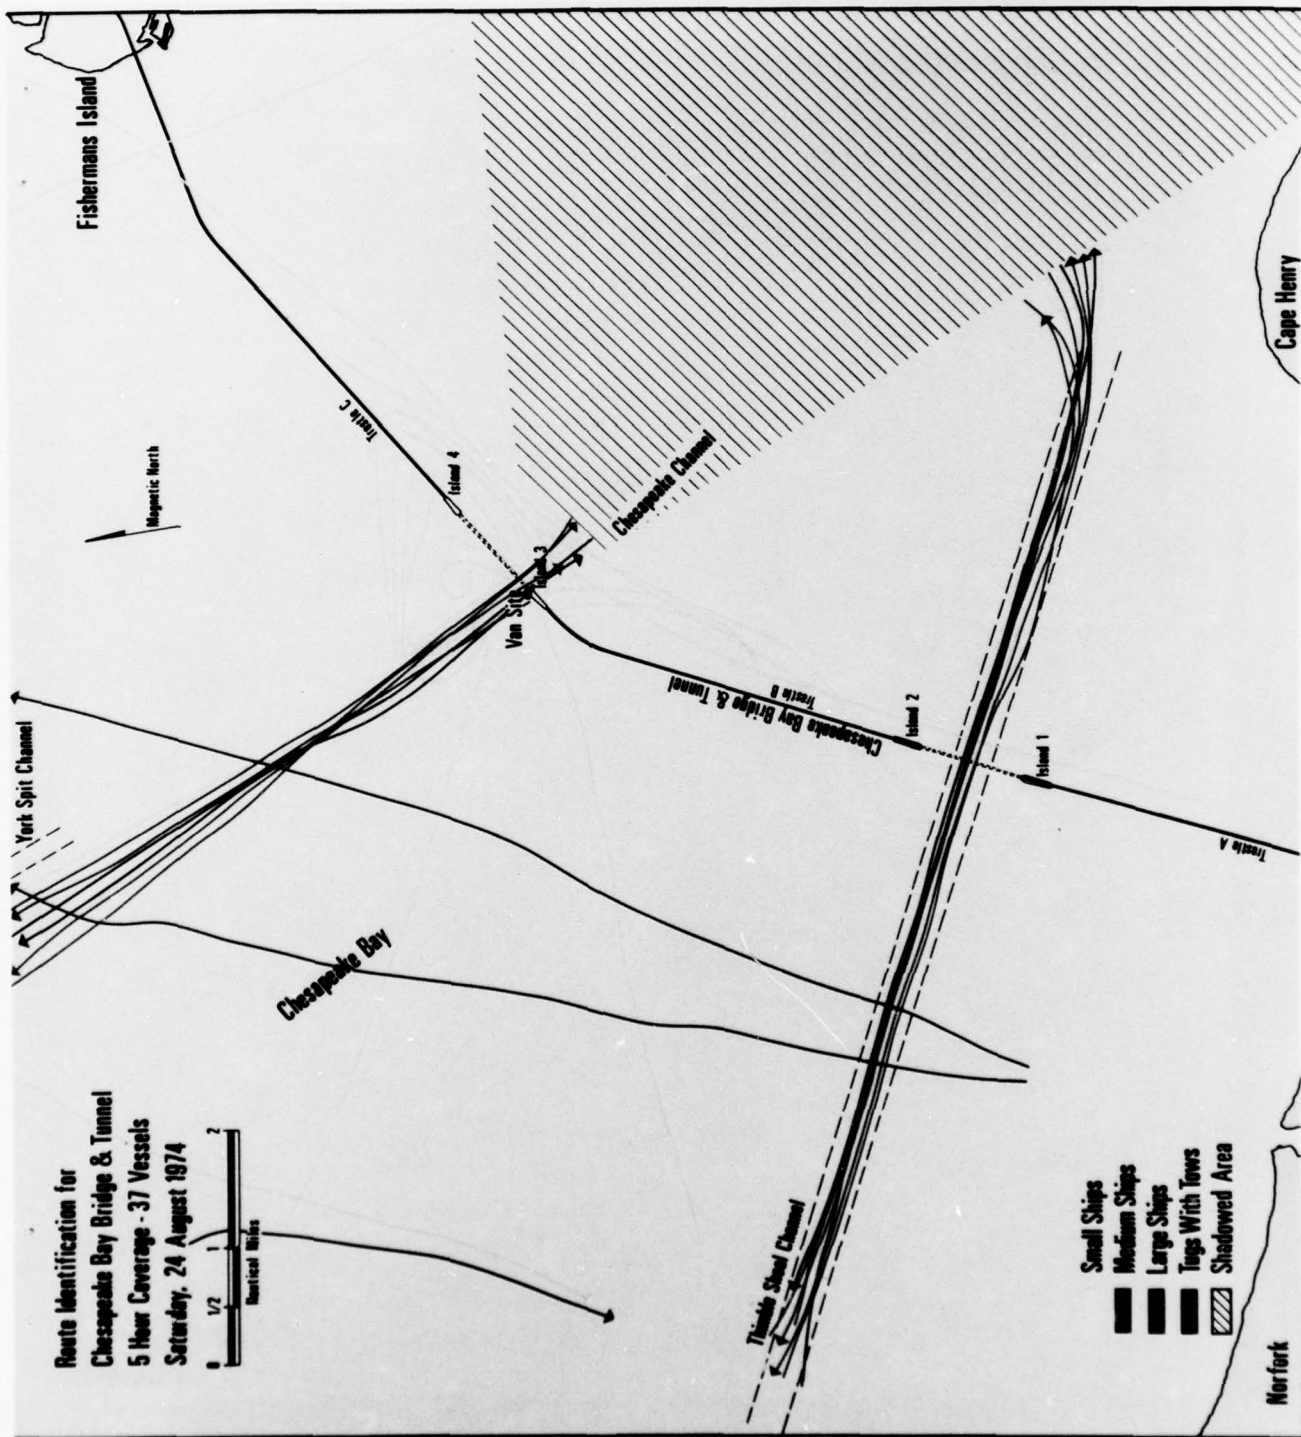 Route Identification for
Chesapeake Bay Bridge & Tunnel
5 Hour Coverage - 37 Vessels
Saturday, 24 August 1974
0 1/2 1 2
Nautical Miles
York Spit Channel
Fishermans Island
Magnetic North
Trestle C
Island 4
Island 3
Van Site
Chesapeake Channel
Chesapeake Bay
Trestle B
Chesapeake Bay Bridge & Tunnel
Island 2
Island 1
Trestle A
Thimble Shoal Channel
Cape Henry
Small Ships
Medium Ships
Large Ships
Tugs With Tows
Shadowed Area
Norfork